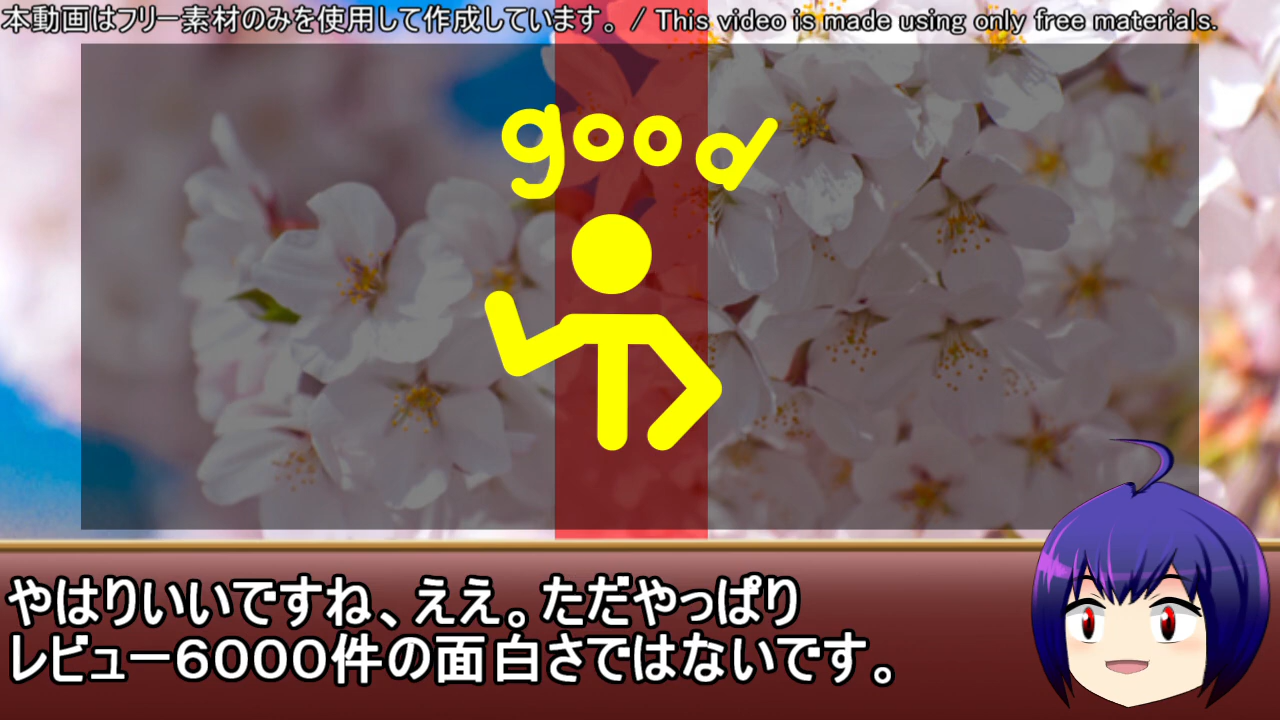 本動画はフリー素材のみを使用して作成しています。 / This video is made using only free materials.
good
やはりいいですね、ええ。ただやっぱり
レビュー６０００件の面白さではないです。